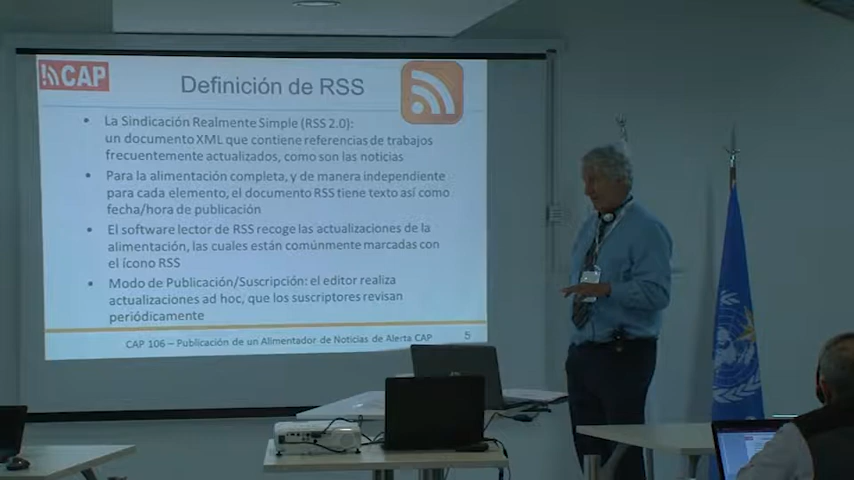 CAP
Definición de RSS
• La Sindicación Realmente Simple (RSS 2.0):
un documento XML que contiene referencias de trabajos
frecuentemente actualizados, como son las noticias
• Para la alimentación completa, y de manera independiente
para cada elemento, el documento RSS tiene texto así como
fecha/hora de publicación
• El software lector de RSS recoge las actualizaciones de la
alimentación, las cuales están comúnmente marcadas con
el ícono RSS
• Modo de Publicación/Suscripción: el editor realiza
actualizaciones ad hoc, que los suscriptores revisan
periódicamente
CAP 106 – Publicación de un Alimentador de Noticias de Alerta CAP 5